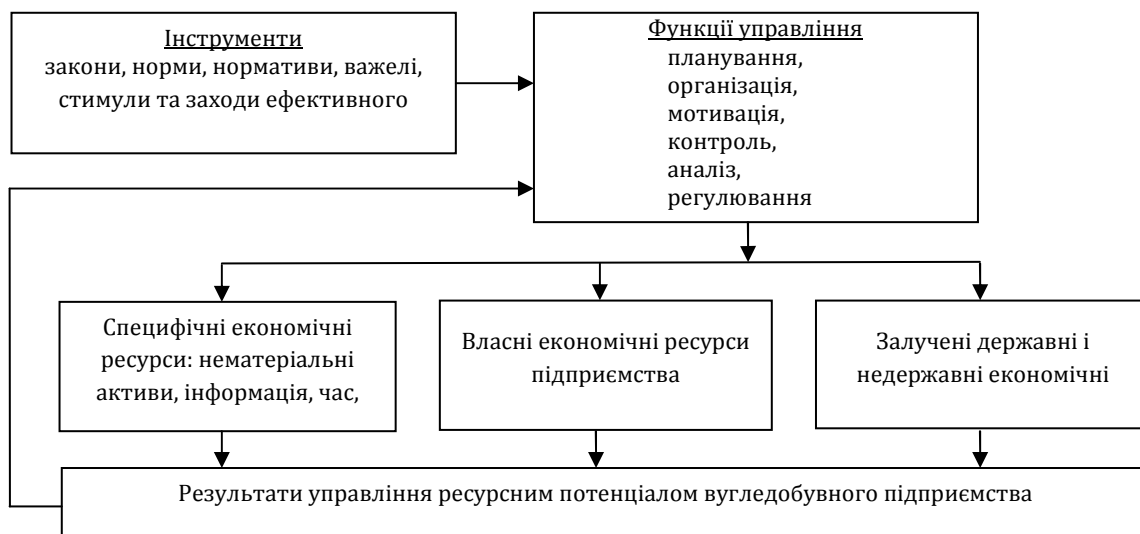 Інструменти
закони, норми, нормативи, важелі,
стимули та заходи ефективного
Функції управління
планування,
організація,
мотивація,
контроль,
аналіз,
регулювання
Специфічні економічні
ресурси: нематеріальні
активи, інформація, час,
Власні економічні ресурси
підприємства
Залучені державні і
недержавні економічні
Результати управління ресурсним потенціалом вугледобувного підприємства